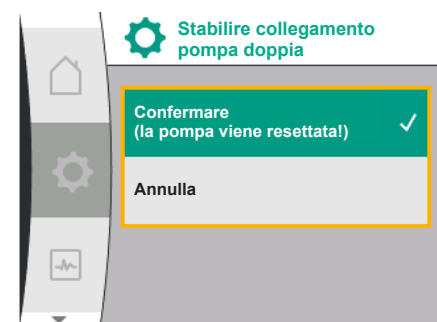 Stabilire collegamento
pompa doppia
Confermare
(la pompa viene resettata!)
Annulla